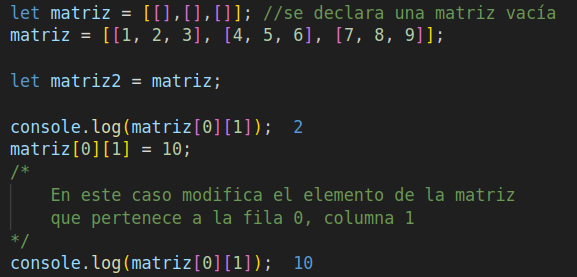 let matriz = [[],[],[]]; //se declara una matriz vacía
matriz = [[1, 2, 3], [4, 5, 6], [7, 8, 9]];
let matriz2 = matriz;
console.log(matriz[0][1]);  2
matriz[0][1] = 10;
/*
    En este caso modifica el elemento de la matriz
    que pertenece a la fila 0, columna 1
*/
console.log(matriz[0][1]);  10